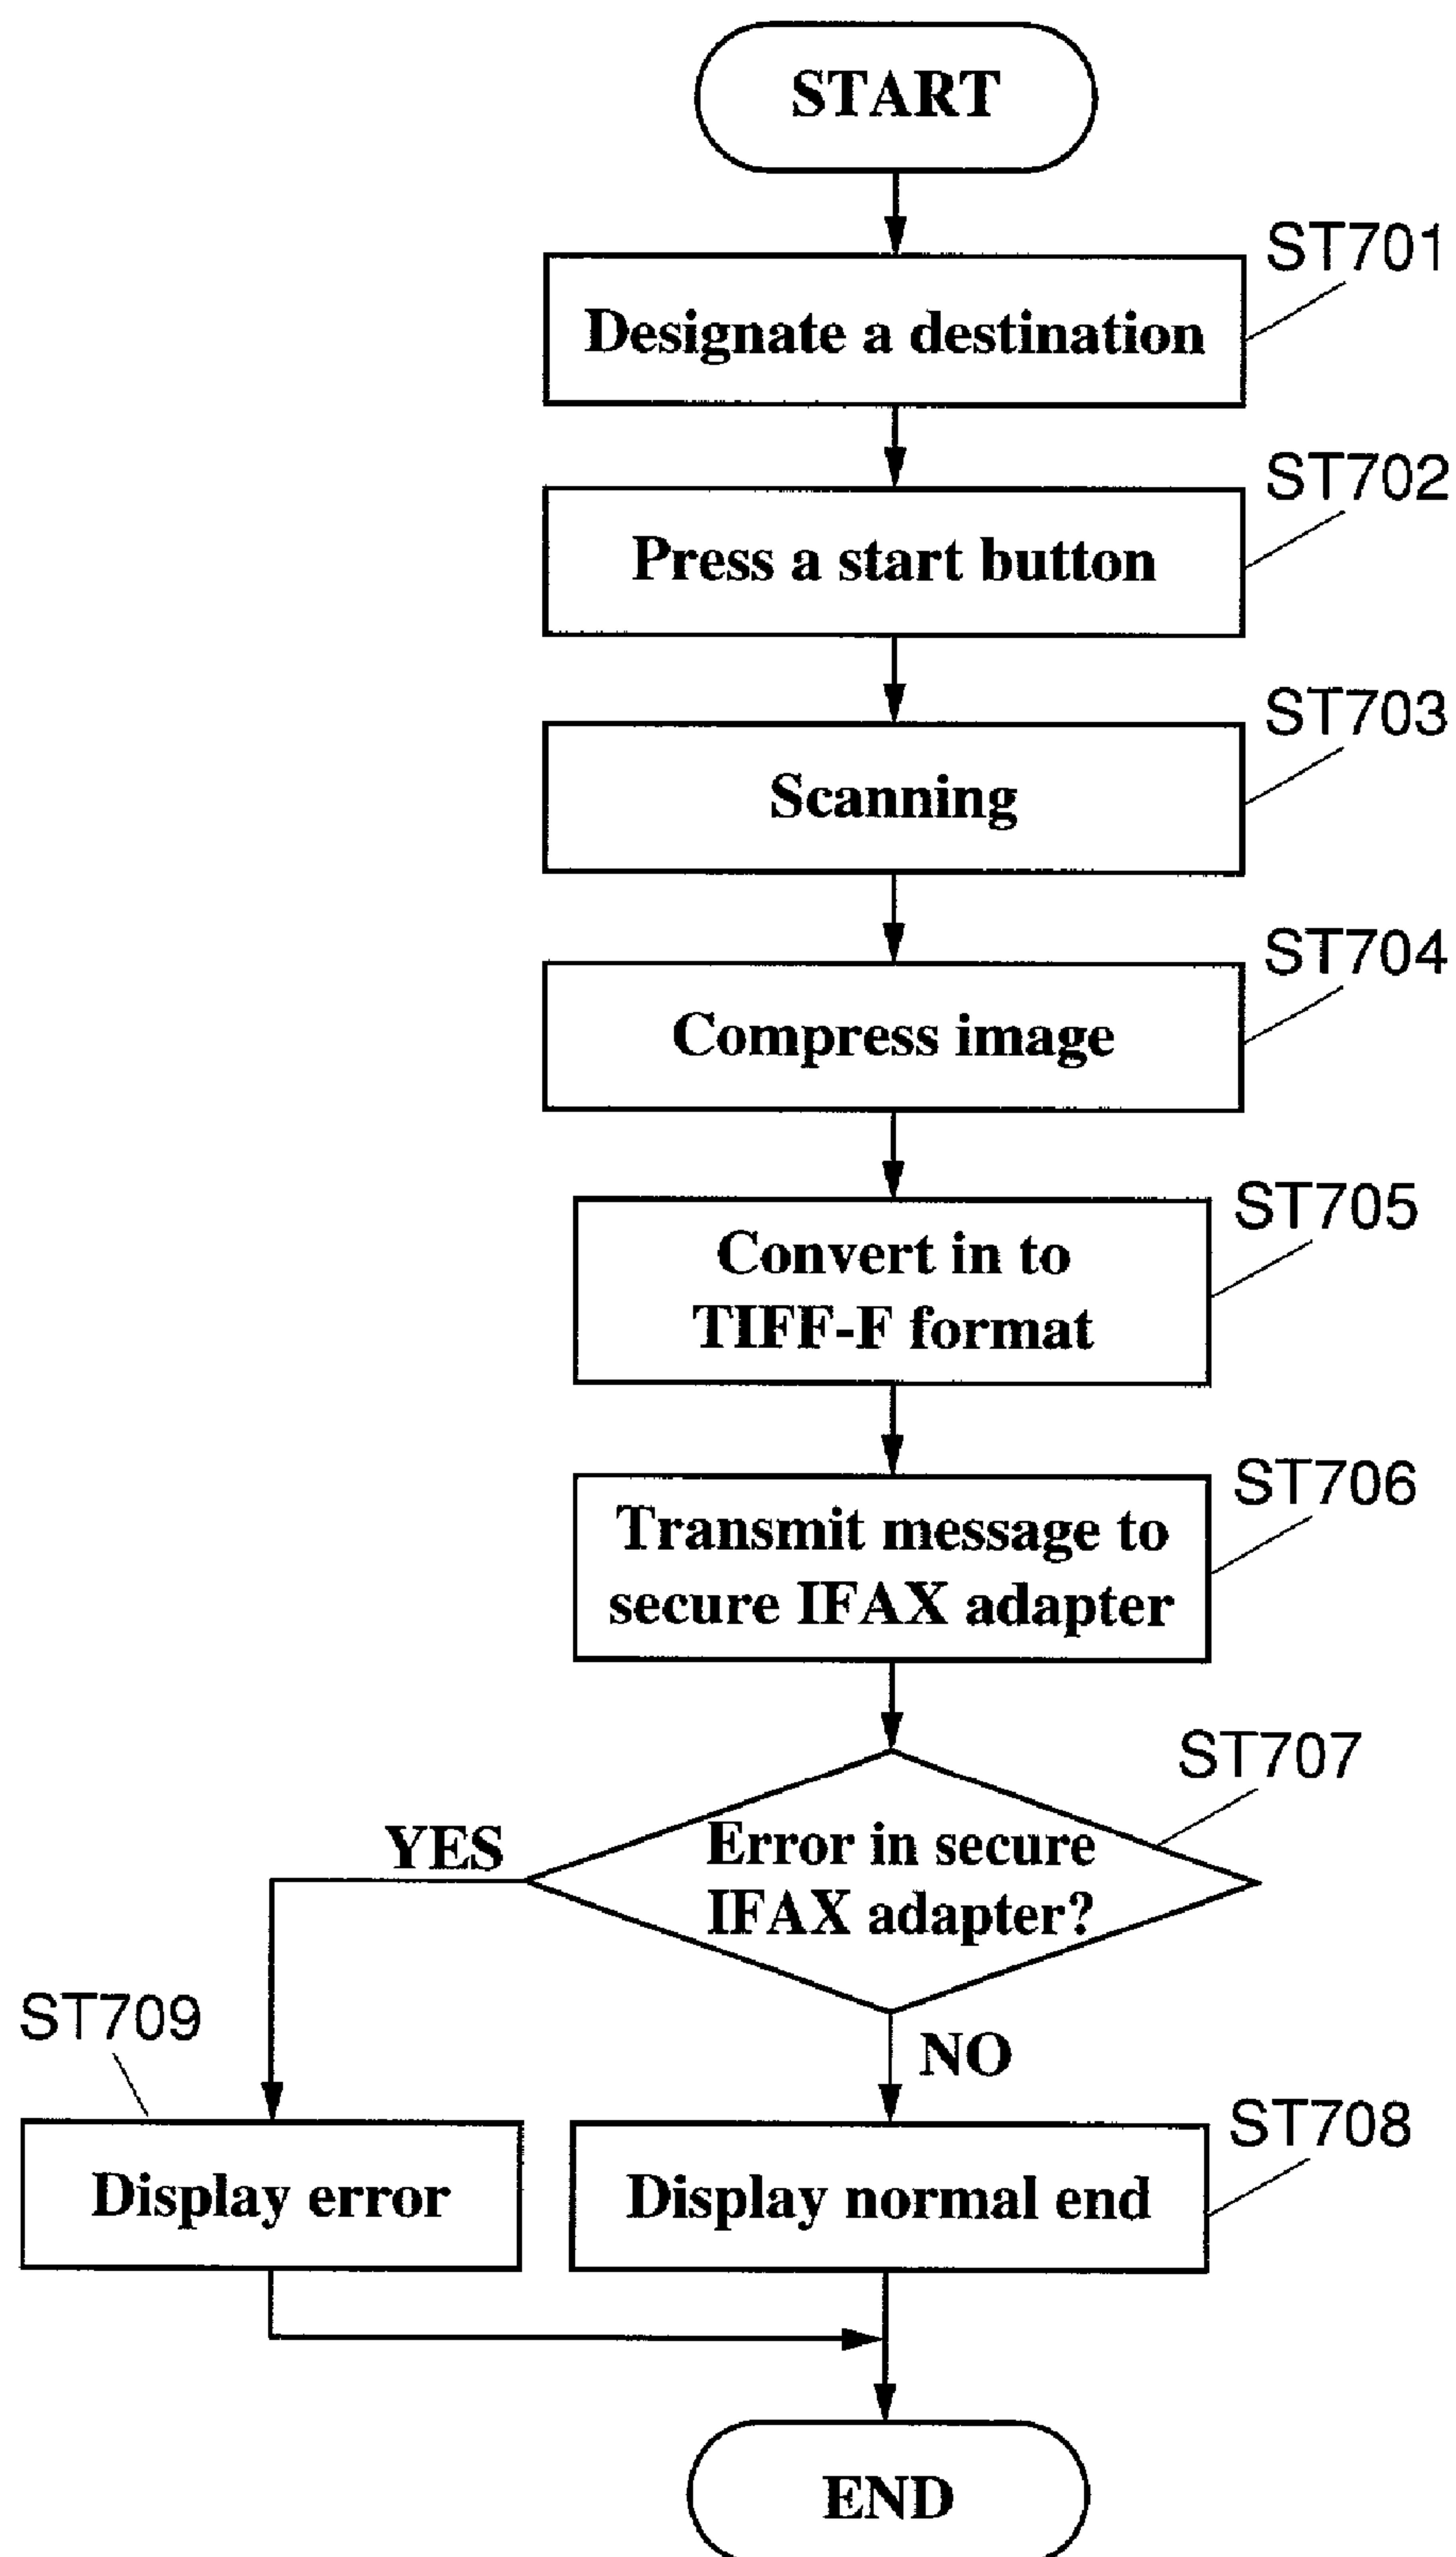 START
ST701
Designate a destination
ST702
Press a start button
ST703
Scanning
ST704
Compress image
ST705
Convert in to
TIFF-F format
ST706
Transmit message to
secure IFAX adapter
ST707
YES
Error in secure
IFAX adapter?
ST709
NO
ST708
Display error
Display normal end
END